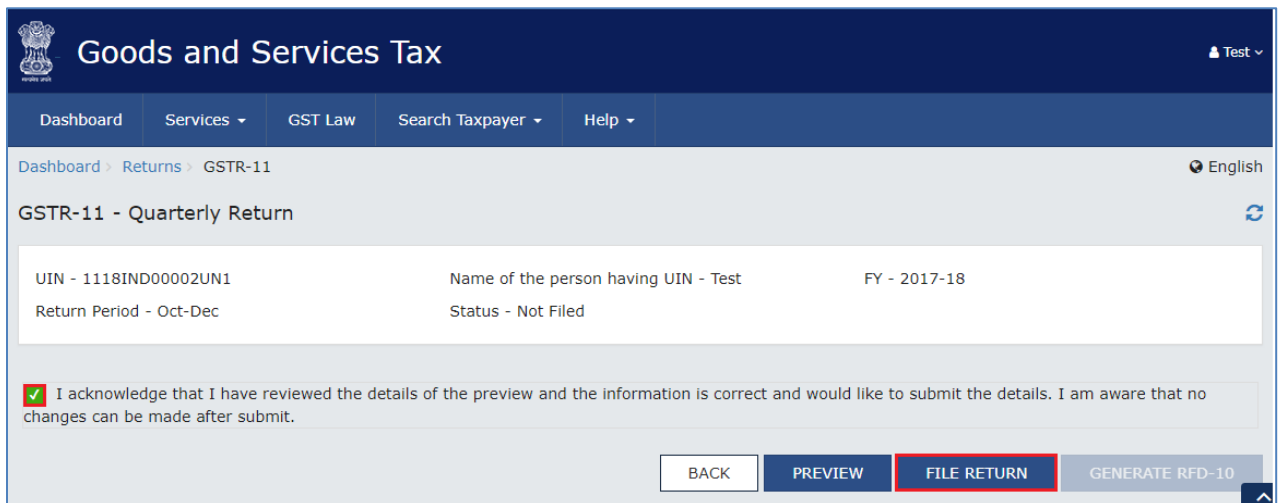 Goods and Services Tax
Test
Dashboard Services GST Law Search Taxpayer Help
Dashboard > Returns > GSTR-11 English
GSTR-11 - Quarterly Return
UIN - 1118IND00002UN1 Name of the person having UIN - Test FY - 2017-18
Return Period - Oct-Dec Status - Not Filed
I acknowledge that I have reviewed the details of the preview and the information is correct and would like to submit the details. I am aware that no
changes can be made after submit.
BACK PREVIEW FILE RETURN GENERATE RFD-10